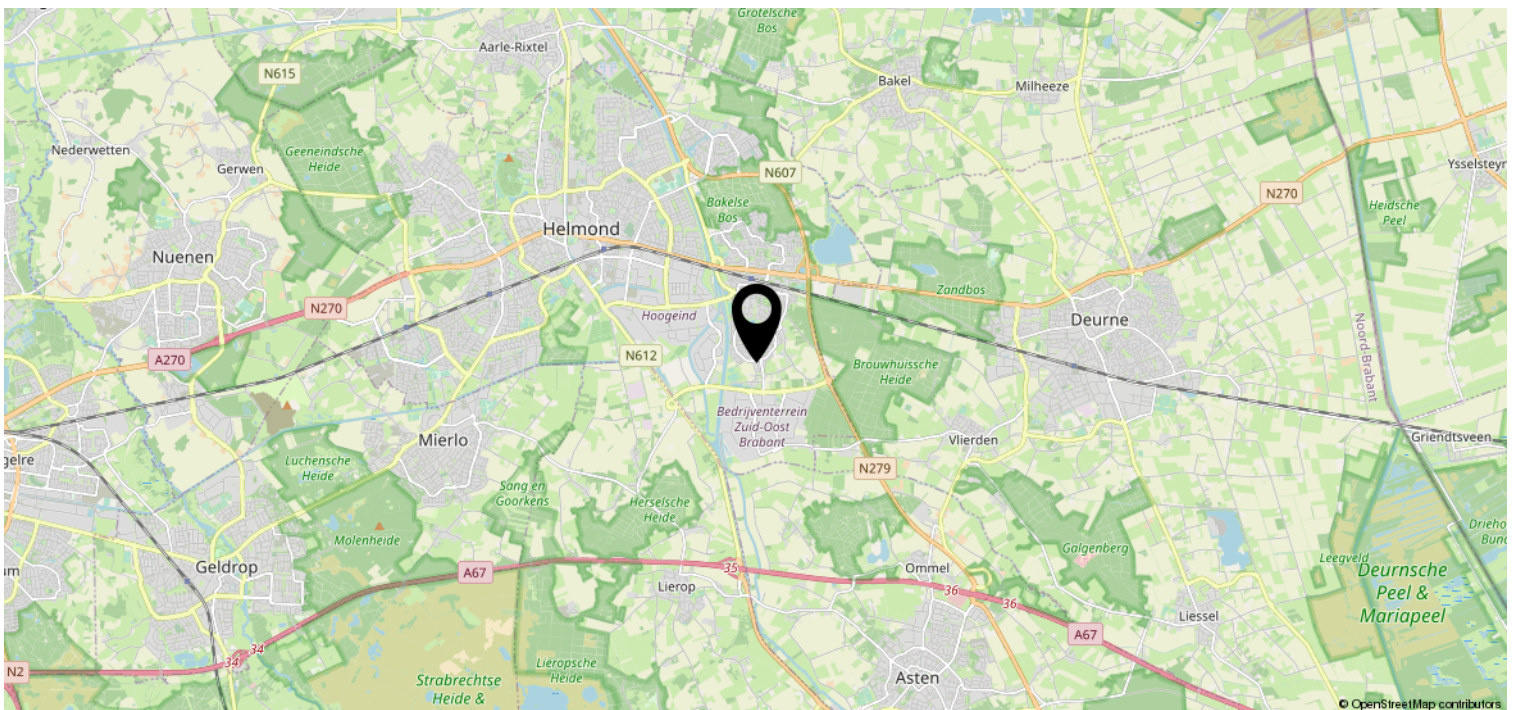 Grotelsche
Bos
Aarle-Rixtel
N615
Bakel
Milheeze
Nederwetten
Geeneindsche
Heide
Gerwen
N607
Ysselsteyn
N270
Bakelse
Bos
Heidsche
Peel
Helmond
Nuenen
Zandbos
N270
Hoogeind
Deurne
Noord-Brabant
A270
N612
Brouwhuissche
Heide
Bedrijventerrein
Zuid-Oost
Brabant
Mierlo
Vlierden
Griendtsveen
gelre
Luchensche
Heide
N279
Sang en
Goorkens
Herselsche
Heide
Molenheide
Galgenberg
Leegveld
Deurnsche
Peel &
Mariapeel
Geldrop
A67
35
Ommel
um
Lierop
36
36
Liessel
A67
34
34
N2
Lieropsche
Heide
Strabrechtse
Heide &
Asten
© OpenStreetMap contributors